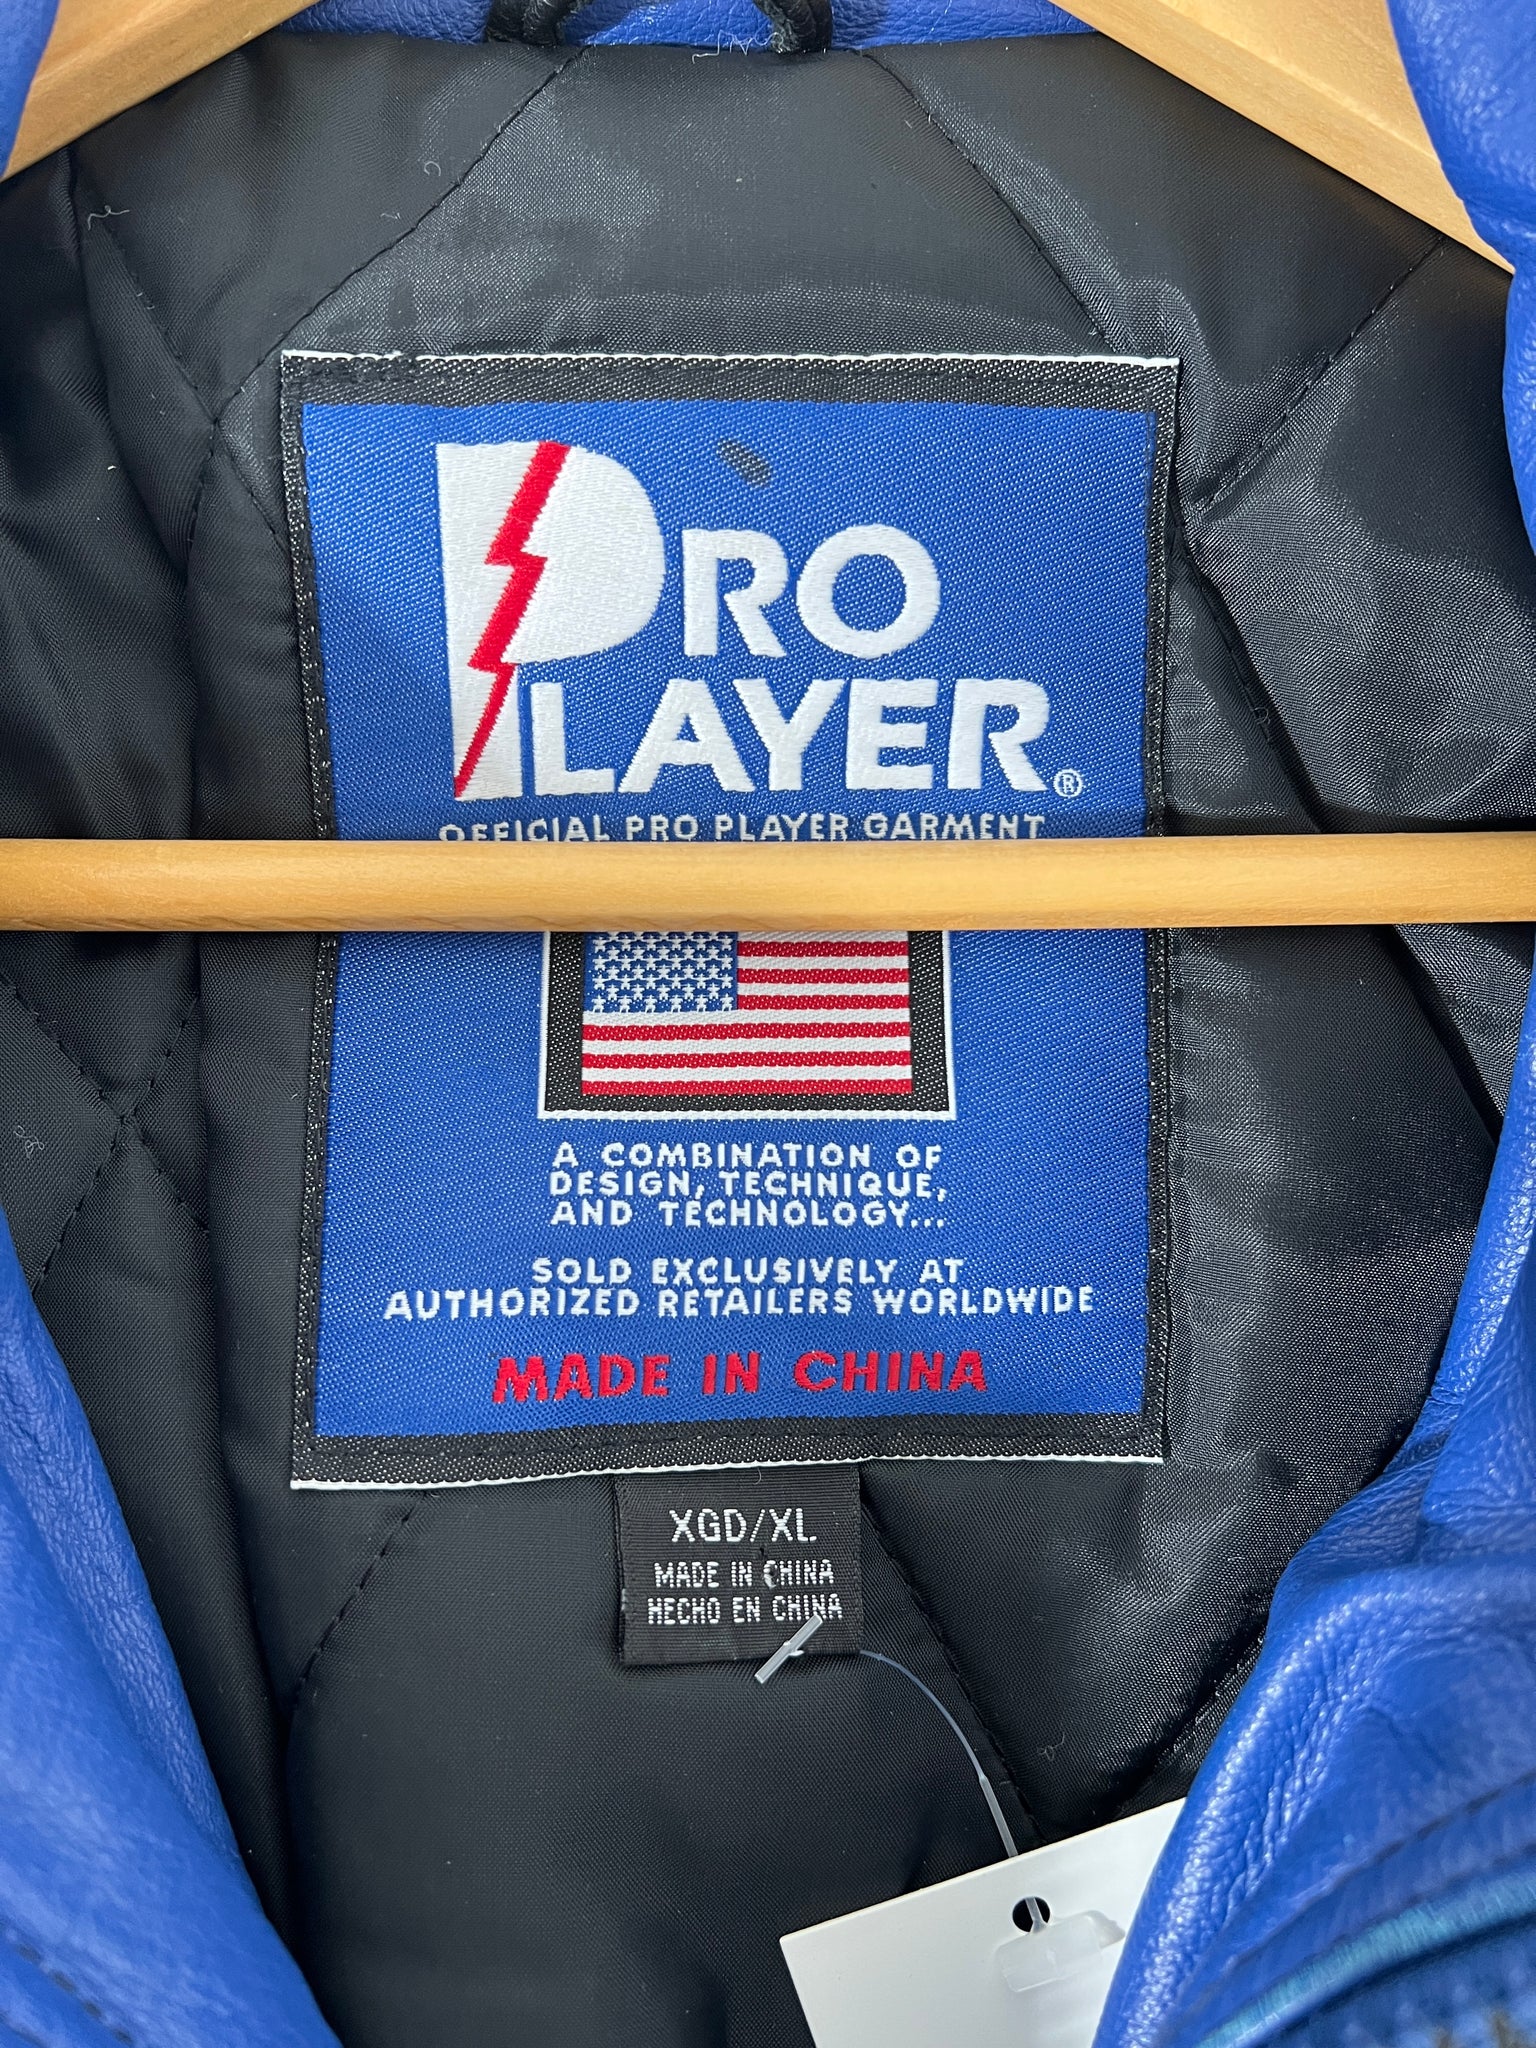 PRO
PLAYER®
OFFICIAL PRO PLAYER GARMENT
A COMBINATION OF
DESIGN, TECHNIQUE,
AND TECHNOLOGY...
SOLD EXCLUSIVELY AT
AUTHORIZED RETAILERS WORLDWIDE
MADE IN CHINA
XGD/XL
MADE IN CHINA
HECHO EN CHINA